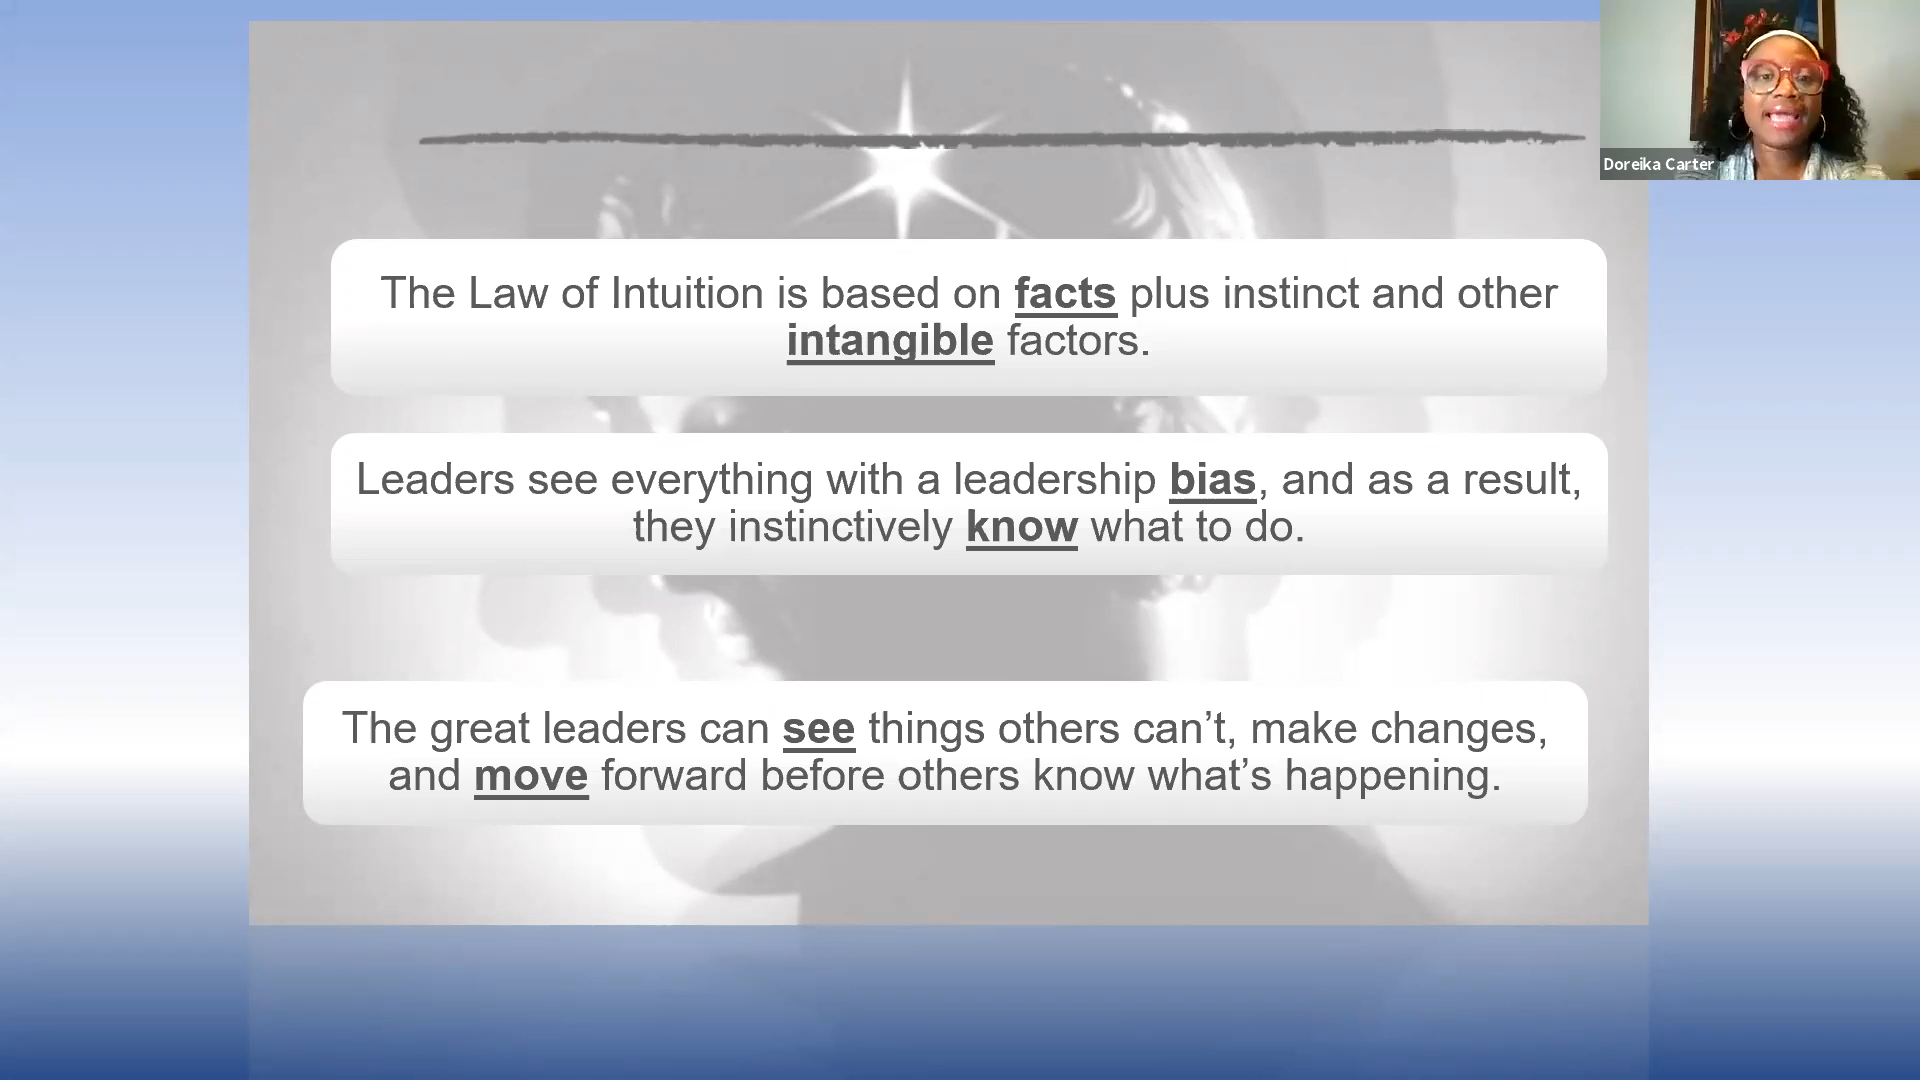 Doreika Carter
The Law of Intuition is based on facts plus instinct and other
intangible factors.
Leaders see everything with a leadership bias, and as a result,
they instinctively know what to do.
The great leaders can see things others can’t, make changes,
and move forward before others know what’s happening.